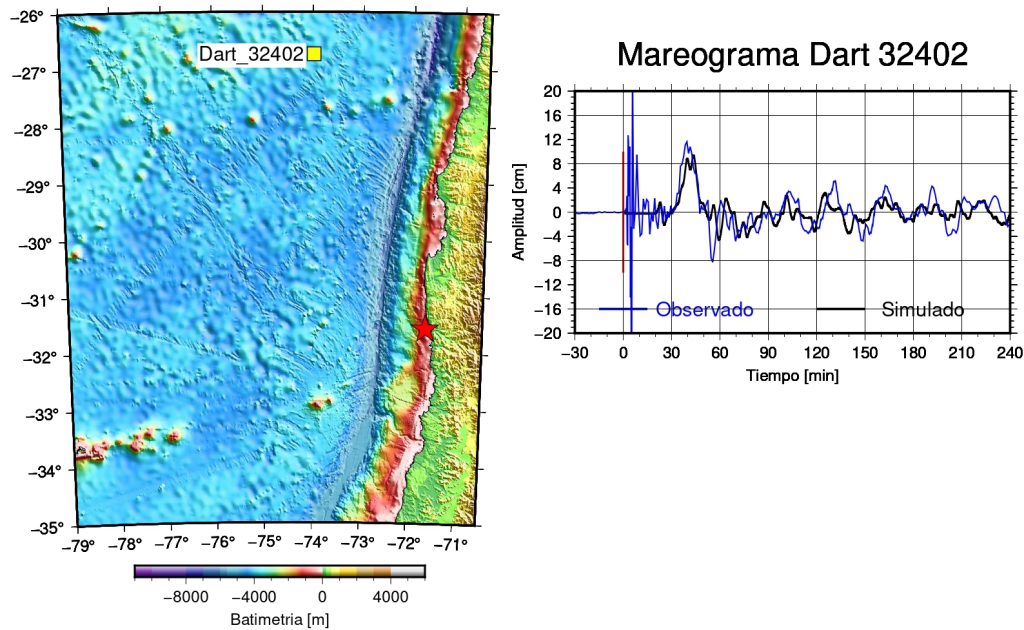 −26°
−27°
−28°
−29°
−30°
−31°
−32°
−33°
−34°
−35°
Dart_32402
−79° −78° −77° −76° −75° −74° −73° −72° −71°
−8000 −4000 0 4000
Batimetria [m]
Mareograma Dart 32402
Amplitud [cm]
20
16
12
8
4
0
−4
−8
−12
−16
−20
Observado Simulado
−30 0 30 60 90 120 150 180 210 240
Tiempo [min]